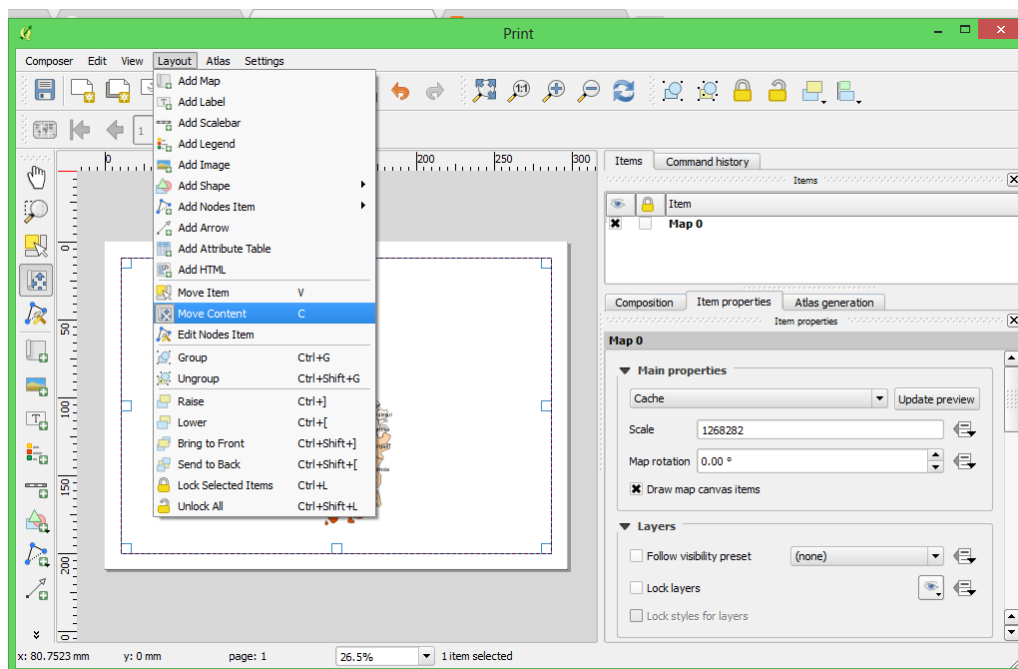 Print
Composer Edit View Layout Atlas Settings
Add Map
Add Label
Add Scalebar
Add Legend
Add Image
Add Shape
Add Nodes Item
Add Arrow
Add Attribute Table
Add HTML
Move Item V
Move Content C
Edit Nodes Item
Group Ctrl+G
Ungroup Ctrl+Shift+G
Raise Ctrl+]
Lower Ctrl+[
Bring to Front Ctrl+Shift+]
Send to Back Ctrl+Shift+[
Lock Selected Items Ctrl+L
Unlock All Ctrl+Shift+L
1:1
1
0 200 250 300
0
50
100
150
200
0
Items Command history
Items
Item
Map 0
Composition Item properties Atlas generation
Item properties
Map 0
Main properties
Cache Update preview
Scale 1268282
Map rotation 0.00 °
Draw map canvas items
Layers
Follow visibility preset (none)
Lock layers
Lock styles for layers
x: 80.7523 mm y: 0 mm page: 1 26.5% 1 item selected